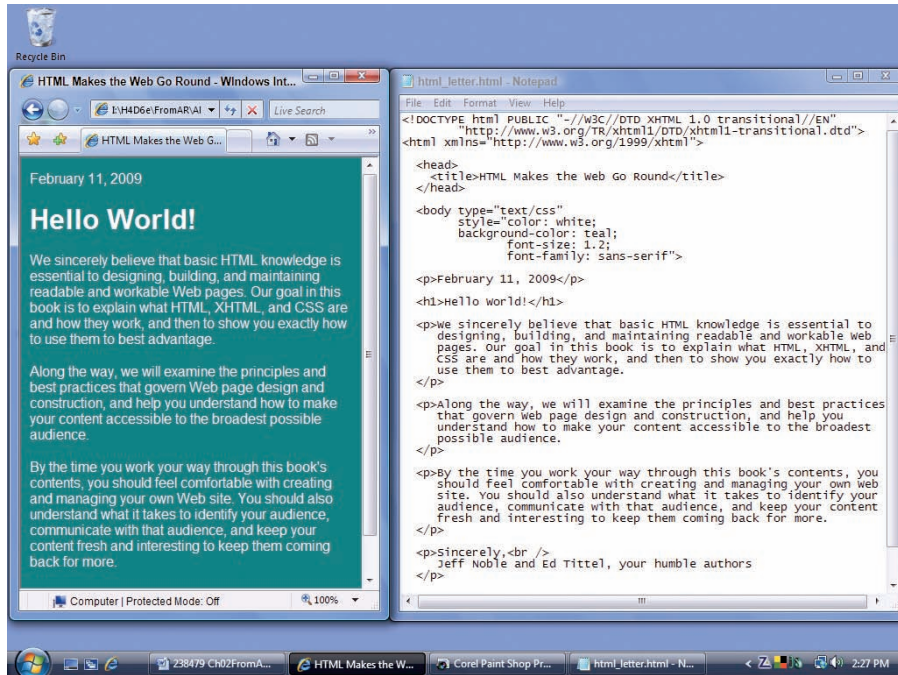 Recycle Bin
HTML Makes the Web Go Round - Windows Int...
I:\H4D6e\FromAR\Al
Live Search
HTML Makes the Web G...
»
February 11, 2009
Hello World!
We sincerely believe that basic HTML knowledge is
essential to designing, building, and maintaining
readable and workable Web pages. Our goal in this
book is to explain what HTML, XHTML, and CSS are
and how they work, and then to show you exactly how
to use them to best advantage.
Along the way, we will examine the principles and
best practices that govern Web page design and
construction, and help you understand how to make
your content accessible to the broadest possible
audience.
By the time you work your way through this book's
contents, you should feel comfortable with creating
and managing your own Web site. You should also
understand what it takes to identify your audience,
communicate with that audience, and keep your
content fresh and interesting to keep them coming
back for more.
Computer | Protected Mode: Off
100%
html_letter.html - Notepad
File Edit Format View Help
<!DOCTYPE html PUBLIC "-//W3C//DTD XHTML 1.0 transitional//EN"
"http://www.w3.org/TR/xhtml1/DTD/xhtml1-transitional.dtd">
<html xmlns="http://www.w3.org/1999/xhtml">
<head>
<title>HTML Makes the Web Go Round</title>
</head>
<body type="text/css"
style="color: white;
background-color: teal;
font-size: 1.2;
font-family: sans-serif">
<p>February 11, 2009</p>
<h1>Hello World!</h1>
<p>We sincerely believe that basic HTML knowledge is essential to
designing, building, and maintaining readable and workable Web
pages. Our goal in this book is to explain what HTML, XHTML, and
CSS are and how they work, and then to show you exactly how to
use them to best advantage.
</p>
<p>Along the way, we will examine the principles and best practices
that govern Web page design and construction, and help you
understand how to make your content accessible to the broadest
possible audience.
</p>
<p>By the time you work your way through this book's contents, you
should feel comfortable with creating and managing your own Web
site. You should also understand what it takes to identify your
audience, communicate with that audience, and keep your content
fresh and interesting to keep them coming back for more.
</p>
<p>Sincerely,<br />
Jeff Noble and Ed Tittel, your humble authors
</p>
238479 Ch02FromA...
HTML Makes the W...
Corel Paint Shop Pr...
html_letter.html - N...
2:27 PM